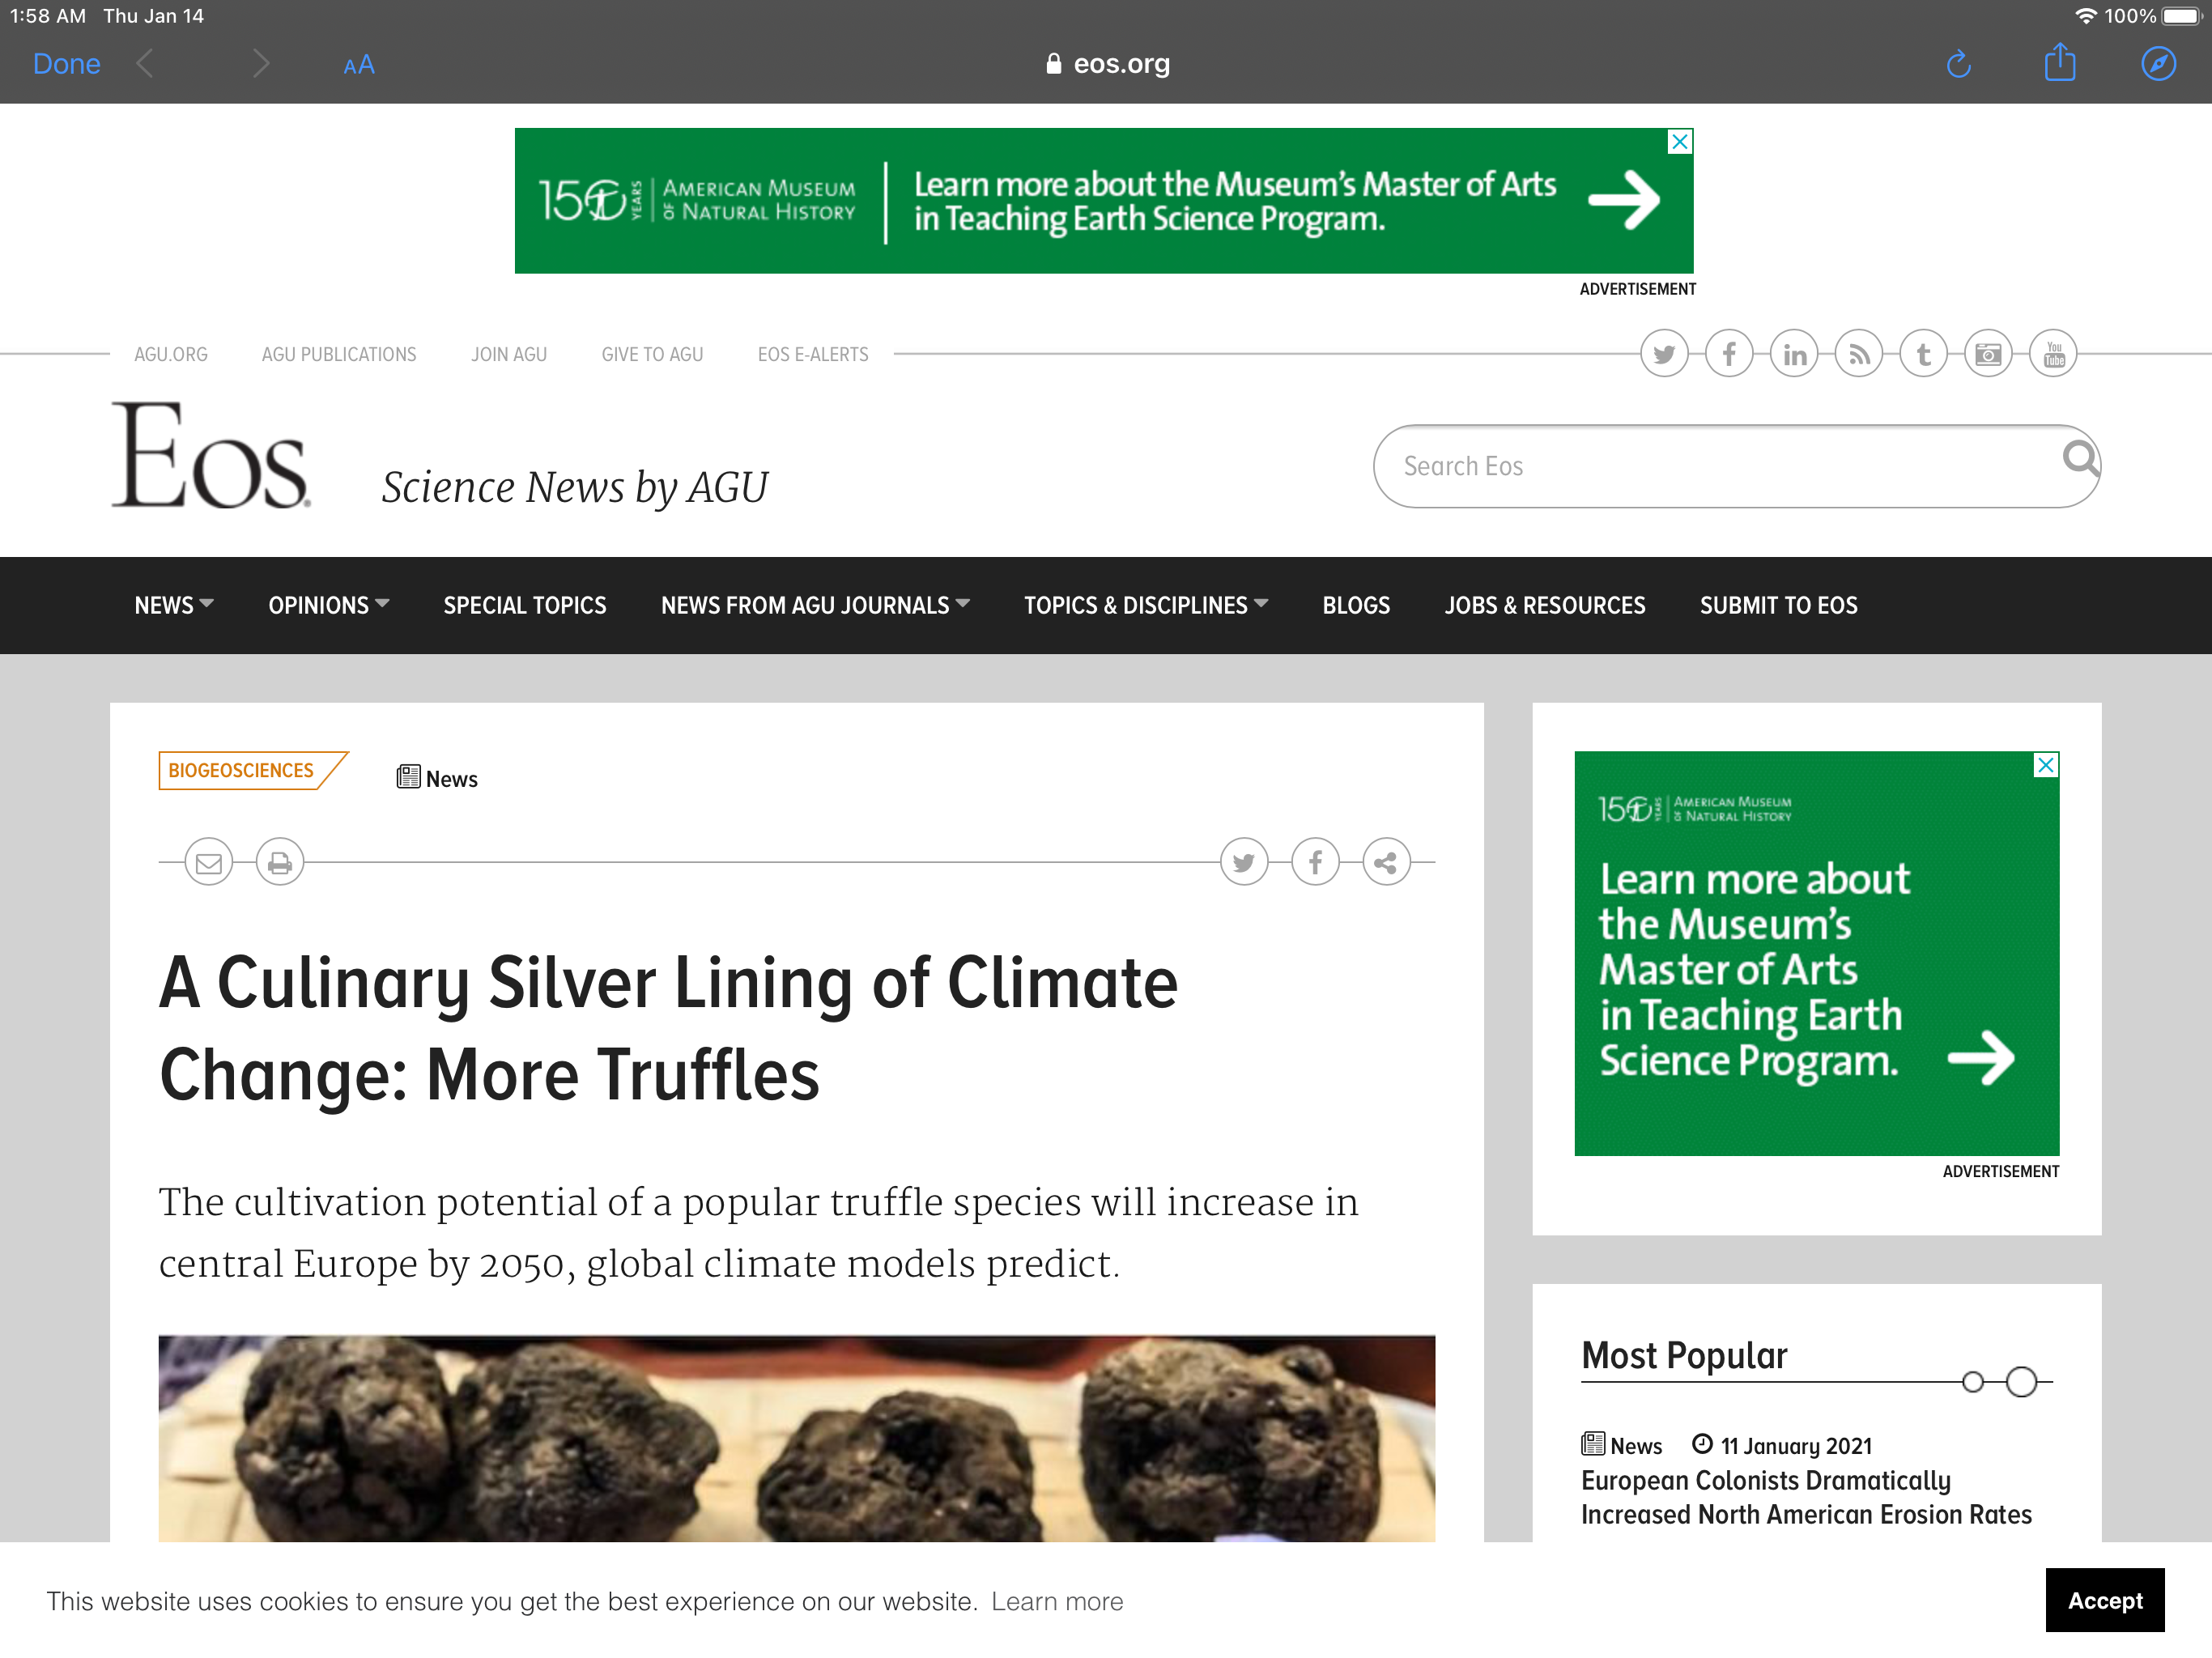 1:58 AM Thu Jan 14
100%
Done
AA
eos.org
150 YEARS
AMERICAN MUSEUM
OF NATURAL HISTORY
Learn more about the Museum's Master of Arts
in Teaching Earth Science Program.
ADVERTISEMENT
AGU.ORG AGU PUBLICATIONS JOIN AGU GIVE TO AGU EOS E-ALERTS
You
Tube
Eos
Science News by AGU
Search Eos
NEWS OPINIONS SPECIAL TOPICS NEWS FROM AGU JOURNALS TOPICS & DISCIPLINES BLOGS JOBS & RESOURCES SUBMIT TO EOS
BIOGEOSCIENCES
News
A Culinary Silver Lining of Climate
Change: More Truffles
The cultivation potential of a popular truffle species will increase in
central Europe by 2050, global climate models predict.
150 YEARS
AMERICAN MUSEUM
OF NATURAL HISTORY
Learn more about
the Museum's
Master of Arts
in Teaching Earth
Science Program.
ADVERTISEMENT
Most Popular
News 11 January 2021
European Colonists Dramatically
Increased North American Erosion Rates
This website uses cookies to ensure you get the best experience on our website. Learn more
Accept